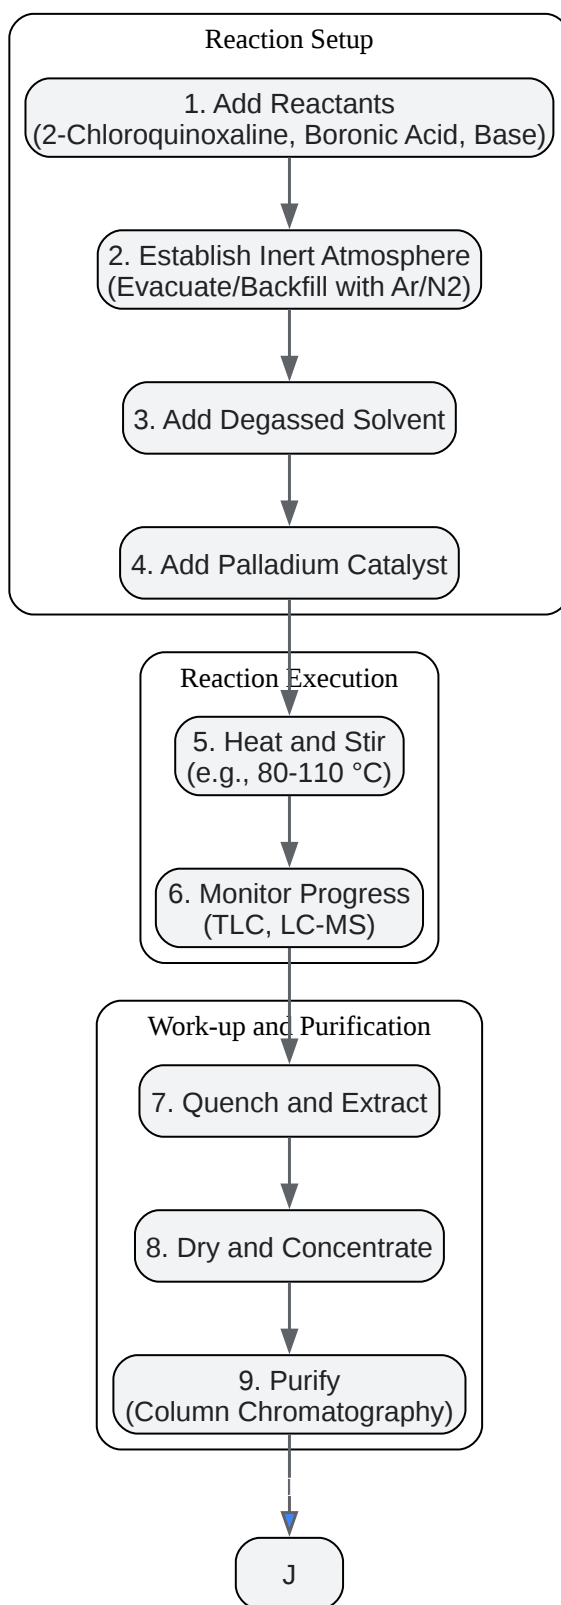 Reaction Setup
1. Add Reactants
(2-Chloroquinoxaline, Boronic Acid, Base)
2. Establish Inert Atmosphere
(Evacuate/Backfill with Ar/N2)
3. Add Degassed Solvent
4. Add Palladium Catalyst
Reaction Execution
5. Heat and Stir
(e.g., 80-110 °C)
6. Monitor Progress
(TLC, LC-MS)
Work-up and Purification
7. Quench and Extract
8. Dry and Concentrate
9. Purify
(Column Chromatography)
J